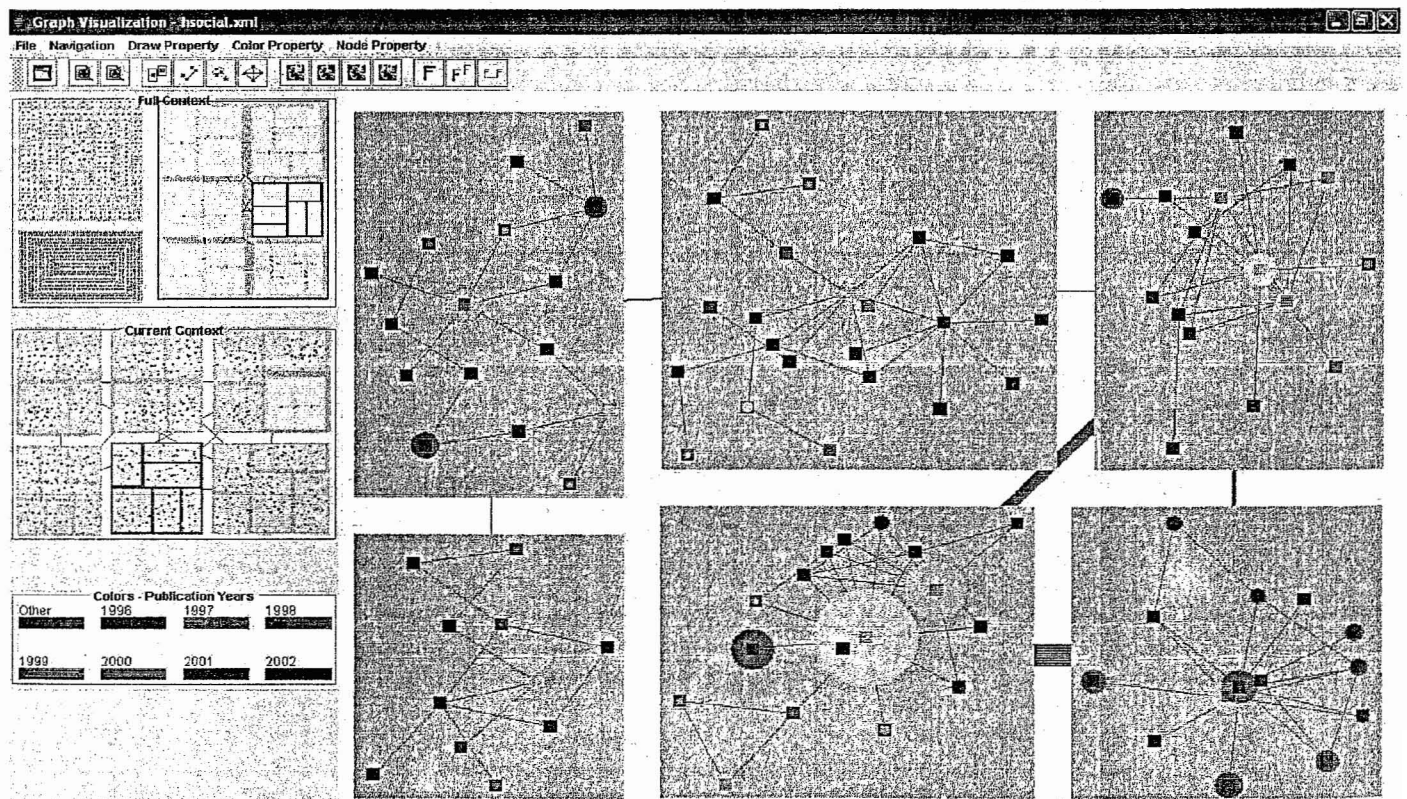 Graph Visualization - hsocial.xml
File Navigation Draw Property Color Property Node Property
F FF
Full Context
Current Context
Colors - Publication Years
Other 1996 1997 1998
1999 2000 2001 2002